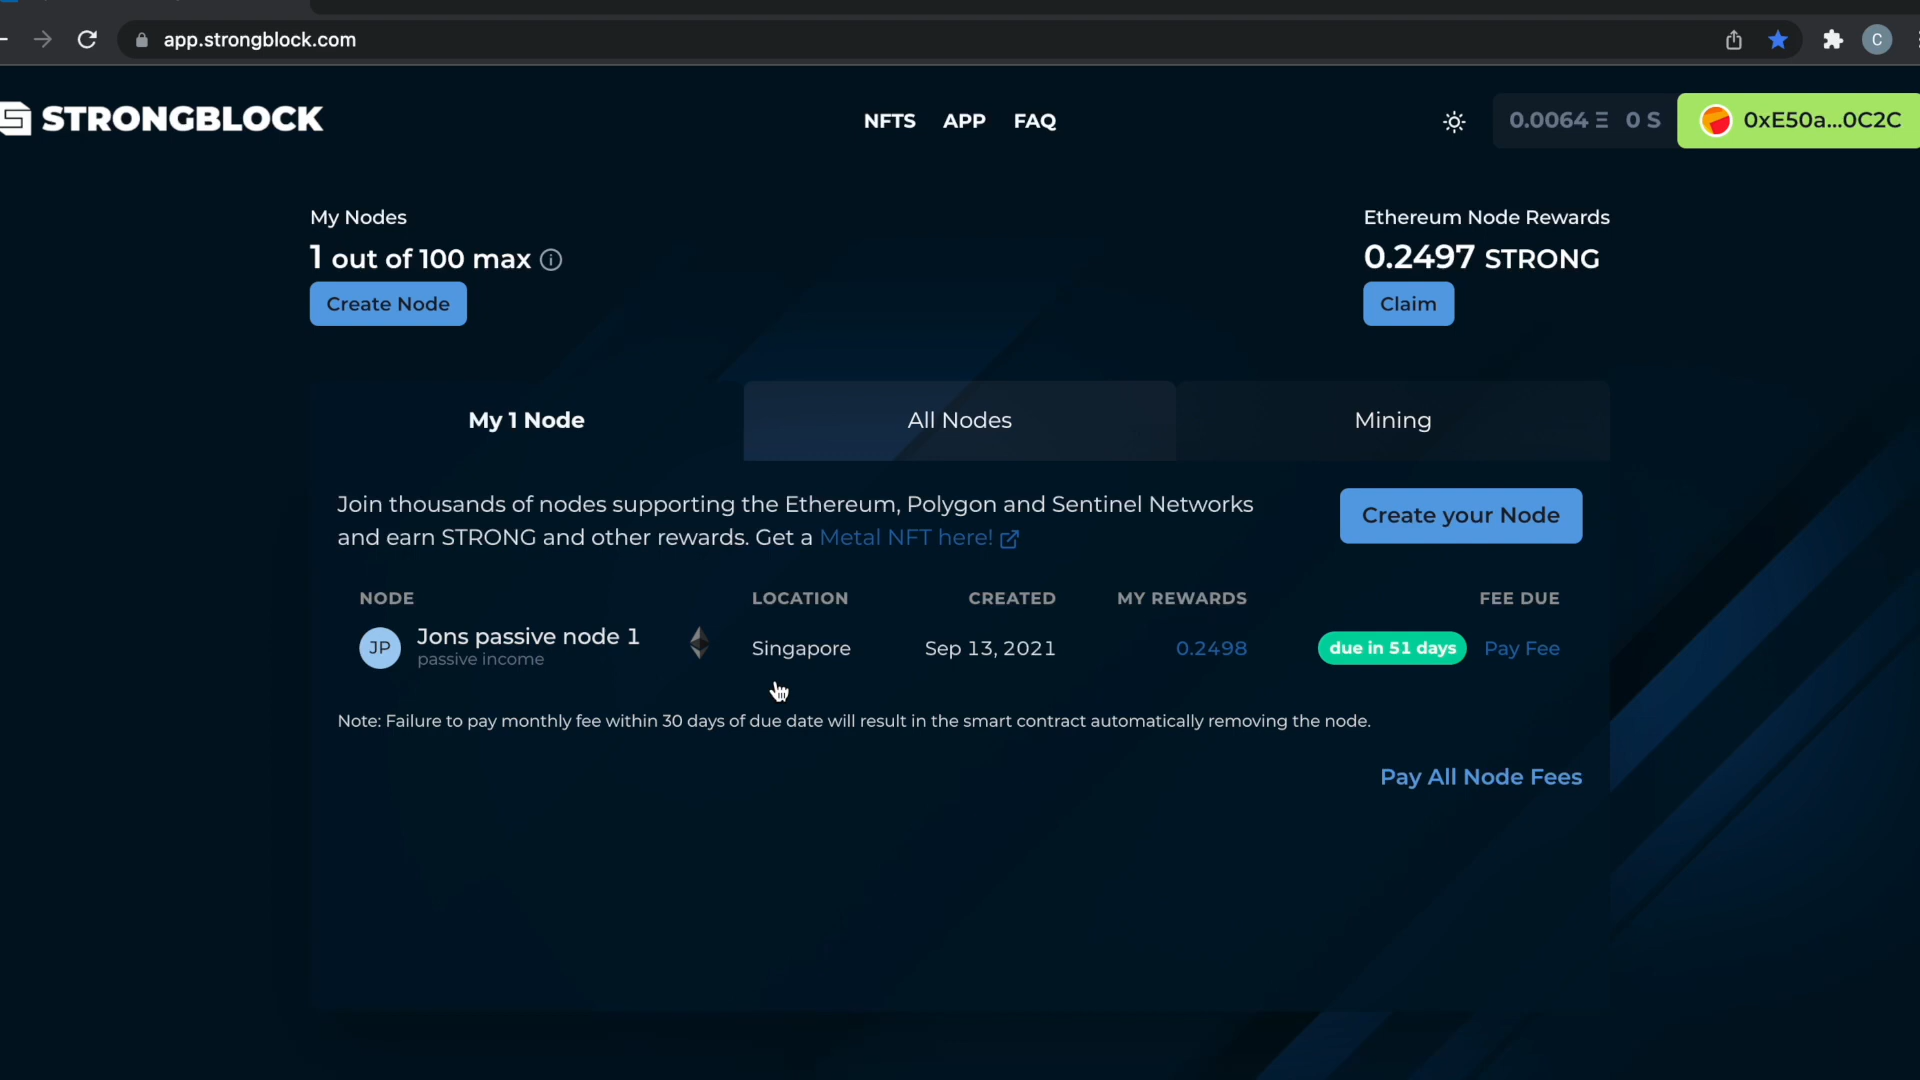 app.strongblock.com
C
STRONGBLOCK
NFTS APP FAQ
0.0064 Ξ 0 S
0xE50a...0C2C
My Nodes
1 out of 100 max
Create Node
Ethereum Node Rewards
0.2497 STRONG
Claim
My 1 Node
All Nodes
Mining
Join thousands of nodes supporting the Ethereum, Polygon and Sentinel Networks
and earn STRONG and other rewards. Get a Metal NFT here!
Create your Node
NODE LOCATION CREATED MY REWARDS FEE DUE
JP Jons passive node 1 Singapore Sep 13, 2021 0.2498 due in 51 days Pay Fee
passive income
Note: Failure to pay monthly fee within 30 days of due date will result in the smart contract automatically removing the node.
Pay All Node Fees